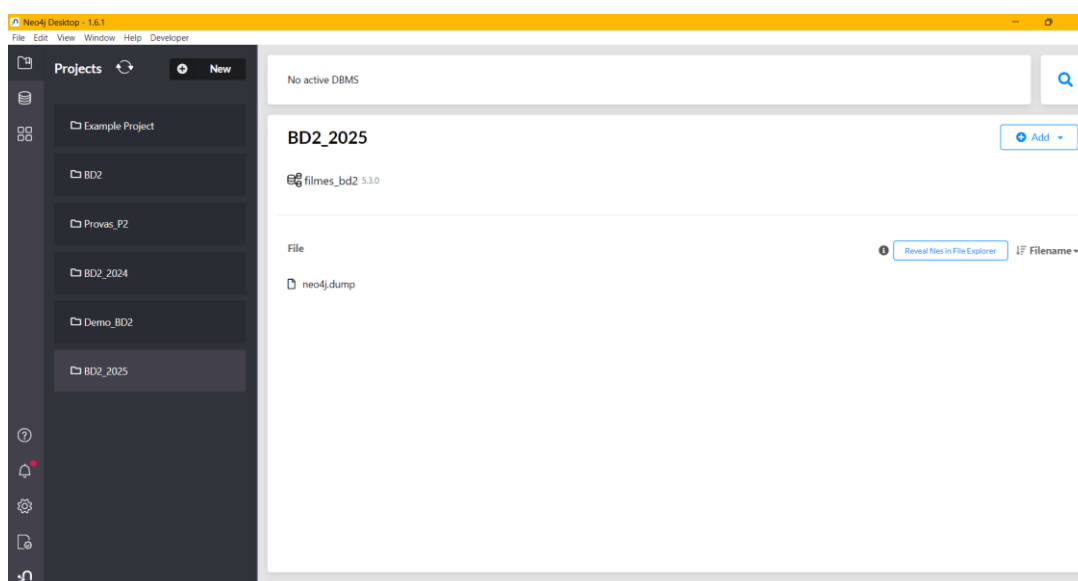 Neo4j Desktop - 1.6.1
File Edit View Window Help Developer
Projects
New
Example Project
BD2
Provas_P2
BD2_2024
Demo_BD2
BD2_2025
No active DBMS
BD2_2025
Add
filmes_bd2 5.3.0
File
Reveal files in File Explorer
Filename
neo4j.dump